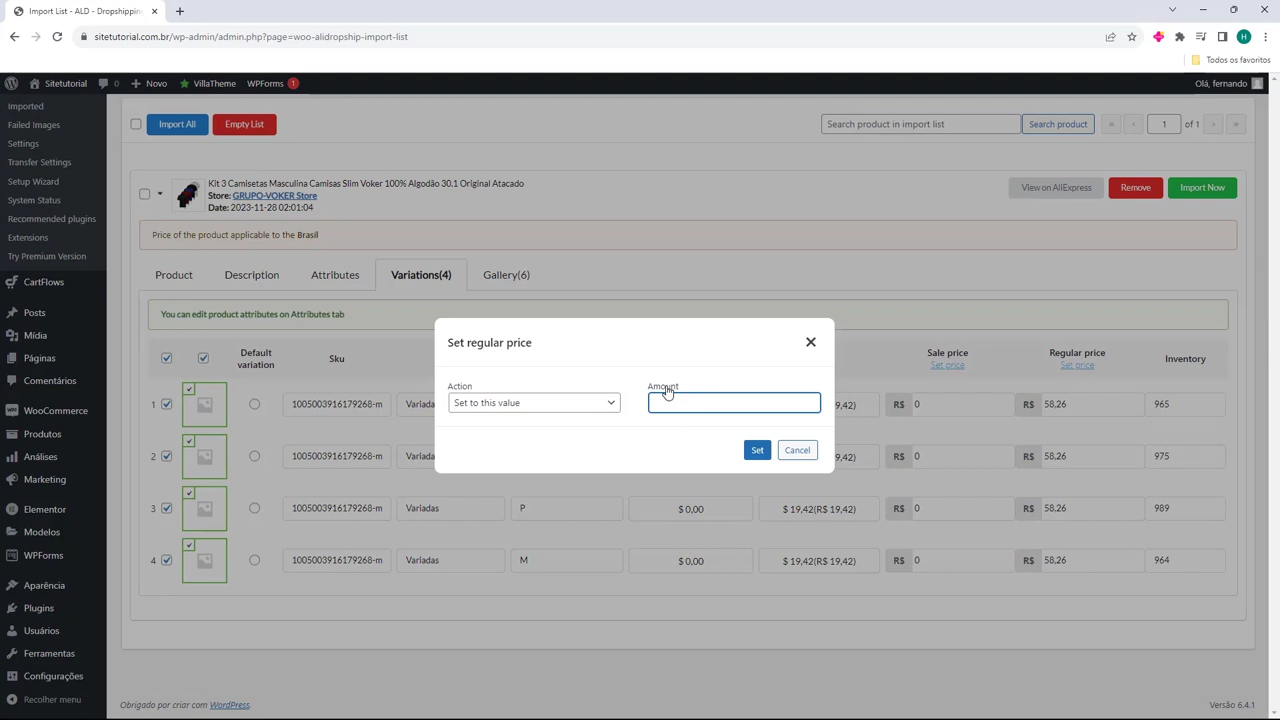 Import List - ALD - Dropshipping
sitetutorial.com.br/wp-admin/admin.php?page=woo-alidropship-import-list
H
Todos os favoritos
Sitetutorial 0 Novo VillaTheme WPForms 1 Olá, fernando
Imported
Failed Images
Settings
Transfer Settings
Setup Wizard
System Status
Recommended plugins
Extensions
Try Premium Version
CartFlows
Posts
Mídia
Páginas
Comentários
WooCommerce
Produtos
Análises
Marketing
Elementor
Modelos
WPForms
Aparência
Plugins
Usuários
Ferramentas
Configurações
Recolher menu
Import All Empty List Search product in import list Search product « ‹ 1 of 1 › »
Kit 3 Camisetas Masculina Camisas Slim Voker 100% Algodão 30.1 Original Atacado
Store: GRUPO-VOKER Store
Date: 2023-11-28 02:01:04
View on AliExpress Remove Import Now
Price of the product applicable to the Brasil
Product Description Attributes Variations(4) Gallery(6)
You can edit product attributes on Attributes tab
Default variation Sku Sale price Set price Regular price Set price Inventory
1 1005003916179268-m Variadas 9,42) R$ 0 R$ 58,26 965
2 1005003916179268-m Variadas 9,42) R$ 0 R$ 58,26 975
3 1005003916179268-m Variadas P $ 0,00 $ 19,42(R$ 19,42) R$ 0 R$ 58,26 989
4 1005003916179268-m Variadas M $ 0,00 $ 19,42(R$ 19,42) R$ 0 R$ 58,26 964
Set regular price
Action Amount
Set to this value
Set Cancel
Obrigado por criar com WordPress. Versão 6.4.1